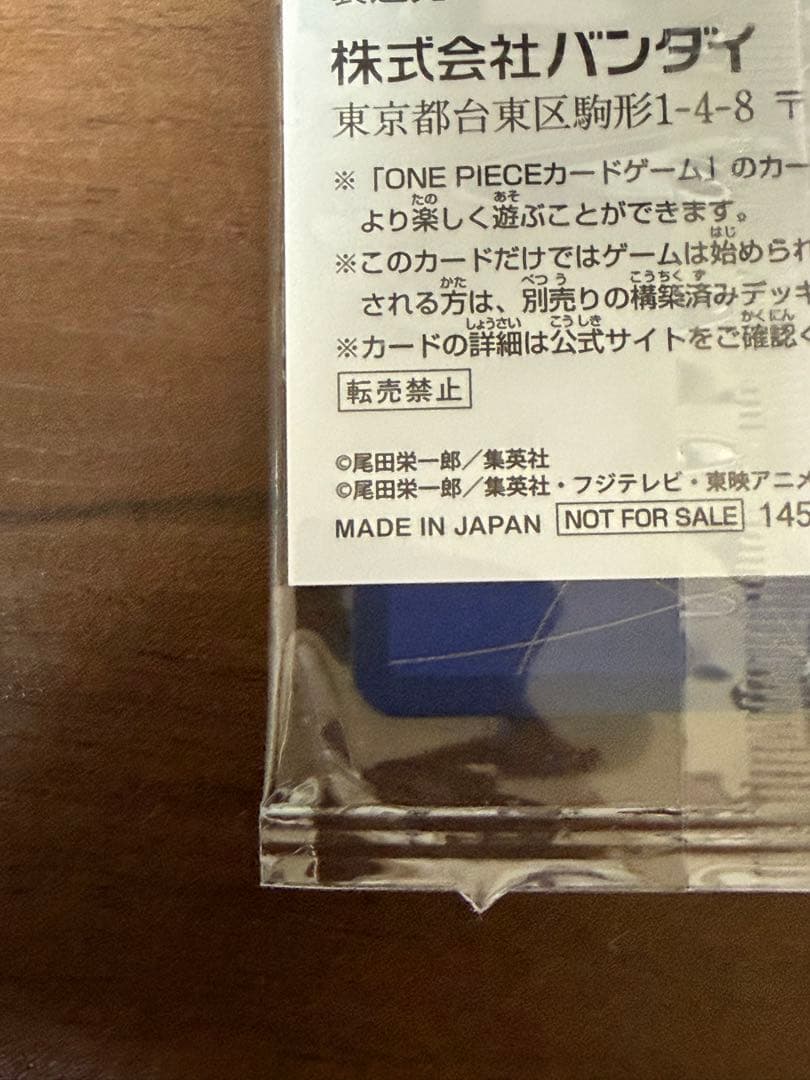 株式会社バンダイ
東京都台東区駒形1-4-8 〒
※「ONE PIECEカードゲーム」のカー
より楽しく遊ぶことができます。
※このカードだけではゲームは始められ
される方は、別売りの構築済みデッキ
※カードの詳細は公式サイトをご確認く
転売禁止
©尾田栄一郎／集英社
©尾田栄一郎／集英社・フジテレビ・東映アニメ
MADE IN JAPAN NOT FOR SALE 145